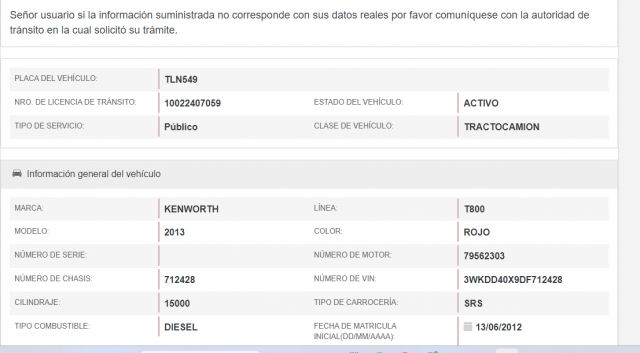 Señor usuario si la información suministrada no corresponde con sus datos reales por favor comuníquese con la autoridad de
tránsito en la cual solicitó su trámite.
PLACA DEL VEHÍCULO: TLN549
NRO. DE LICENCIA DE TRÁNSITO: 10022407059 ESTADO DEL VEHÍCULO: ACTIVO
TIPO DE SERVICIO: Público CLASE DE VEHÍCULO: TRACTOCAMION
Información general del vehículo
MARCA: KENWORTH LÍNEA: T800
MODELO: 2013 COLOR: ROJO
NÚMERO DE SERIE: NÚMERO DE MOTOR: 79562303
NÚMERO DE CHASIS: 712428 NÚMERO DE VIN: 3WKDD40X9DF712428
CILINDRAJE: 15000 TIPO DE CARROCERÍA: SRS
TIPO COMBUSTIBLE: DIESEL FECHA DE MATRICULA
INICIAL(DD/MM/AAAA): 13/06/2012